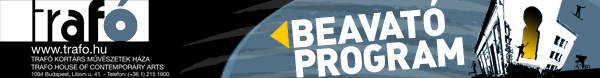 trafó
www.trafo.hu
TRAFÓ KORTÁRS MŰVÉSZETEK HÁZA
TRAFO HOUSE OF CONTEMPORARY ARTS
1094 Budapest, Liliom u. 41. - Telefon: (+36 1) 215 1600
BEAVATÓ
PROGRAM